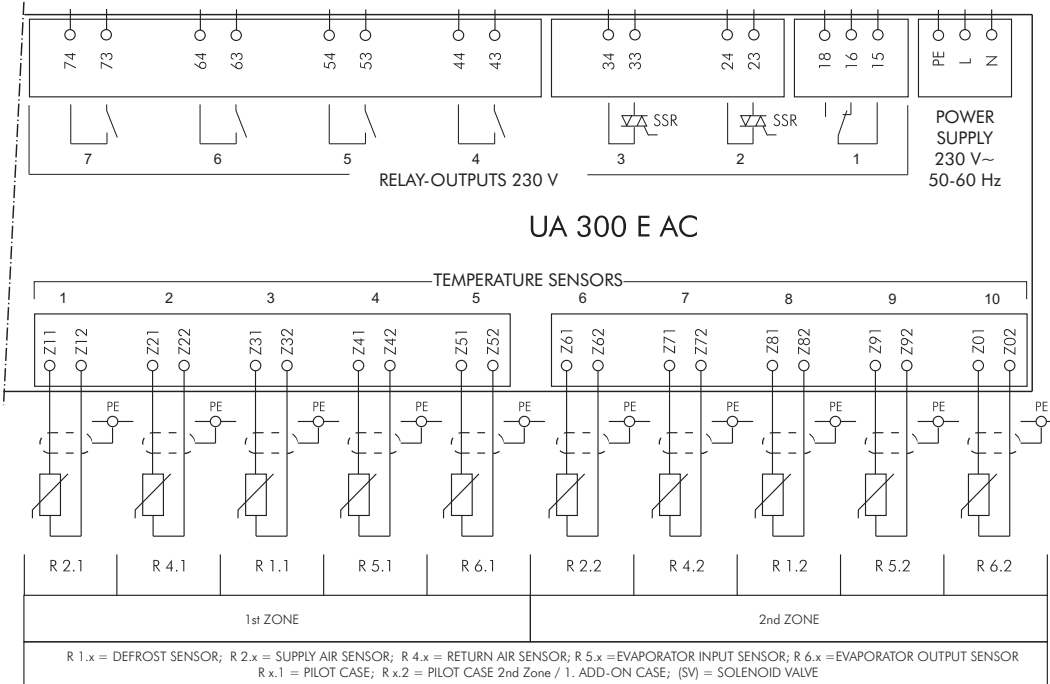 74 73 64 63 54 53 44 43 34 33 24 23 18 16 15 PE L N
SSR SSR
7 6 5 4 3 2 1
RELAY-OUTPUTS 230 V
POWER
SUPPLY
230 V~
50-60 Hz
UA 300 E AC
TEMPERATURE SENSORS
1 2 3 4 5 6 7 8 9 10
Z11 Z12 Z21 Z22 Z31 Z32 Z41 Z42 Z51 Z52 Z61 Z62 Z71 Z72 Z81 Z82 Z91 Z92 Z01 Z02
PE PE PE PE PE PE PE PE PE PE
R 2.1 R 4.1 R 1.1 R 5.1 R 6.1 R 2.2 R 4.2 R 1.2 R 5.2 R 6.2
1st ZONE 2nd ZONE
R 1.x = DEFROST SENSOR; R 2.x = SUPPLY AIR SENSOR; R 4.x = RETURN AIR SENSOR; R 5.x =EVAPORATOR INPUT SENSOR; R 6.x =EVAPORATOR OUTPUT SENSOR
R x.1 = PILOT CASE; R x.2 = PILOT CASE 2nd Zone / 1. ADD-ON CASE; (SV) = SOLENOID VALVE